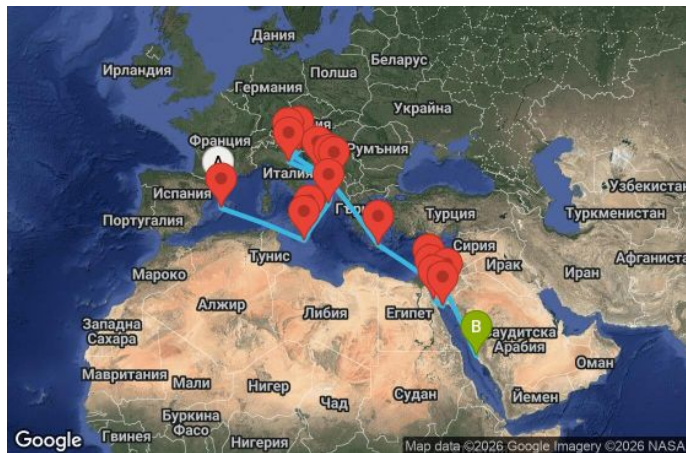 Дания
Ирландия
Беларус
Полша
Германия
Украйна
Франция
A
Румъния
Италия
Испания
Узбекистан
Португалия
Турция
Туркменистан
Сирия
Тунис
Афганиста
Ирак
Иран
Мароко
Алжир
Либия
Египет
Западна
Сахара
B
аудитска
Арабия
Оман
Мавритания
Мали
Нигер
Судан
Чад
Йемен
Буркина
Фасо
Гвинея
Нигерия
Google
Map data ©2026 Google Imagery ©2026 NASA